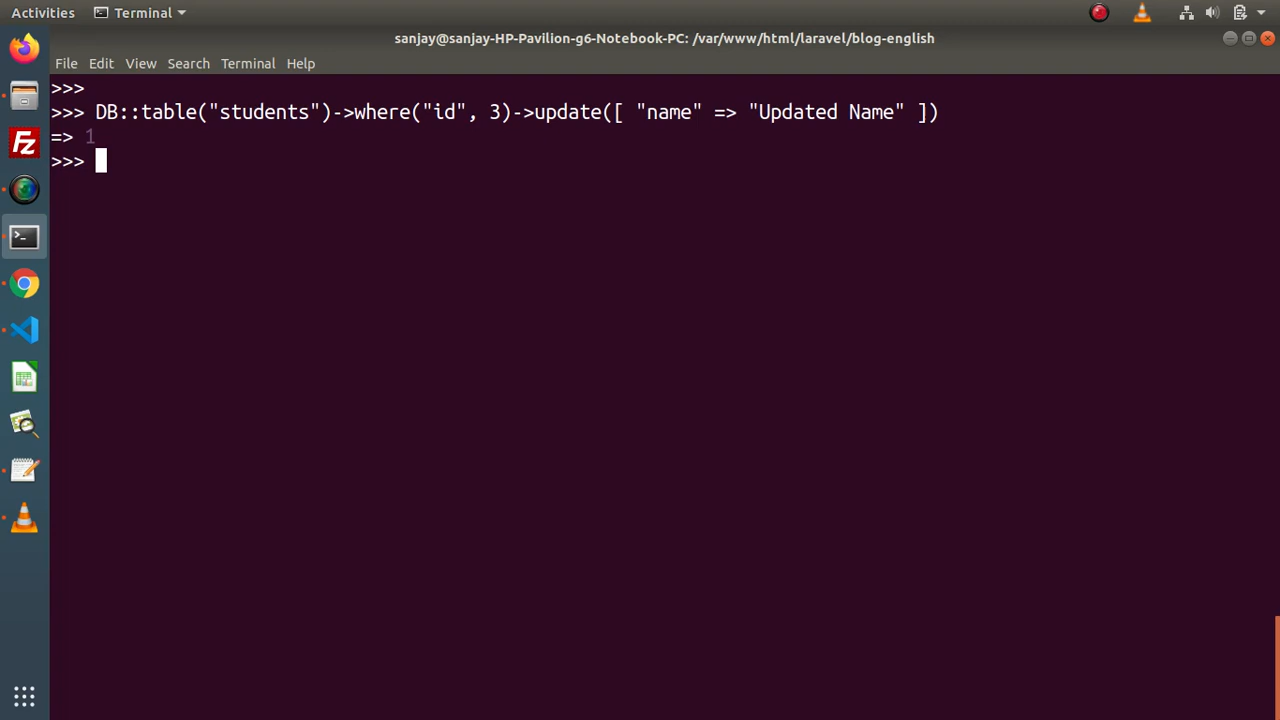 Activities Terminal
sanjay@sanjay-HP-Pavilion-g6-Notebook-PC: /var/www/html/laravel/blog-english
File Edit View Search Terminal Help
>>>
>>> DB::table("students")->where("id", 3)->update([ "name" => "Updated Name" ])
=> 1
>>>
Fz